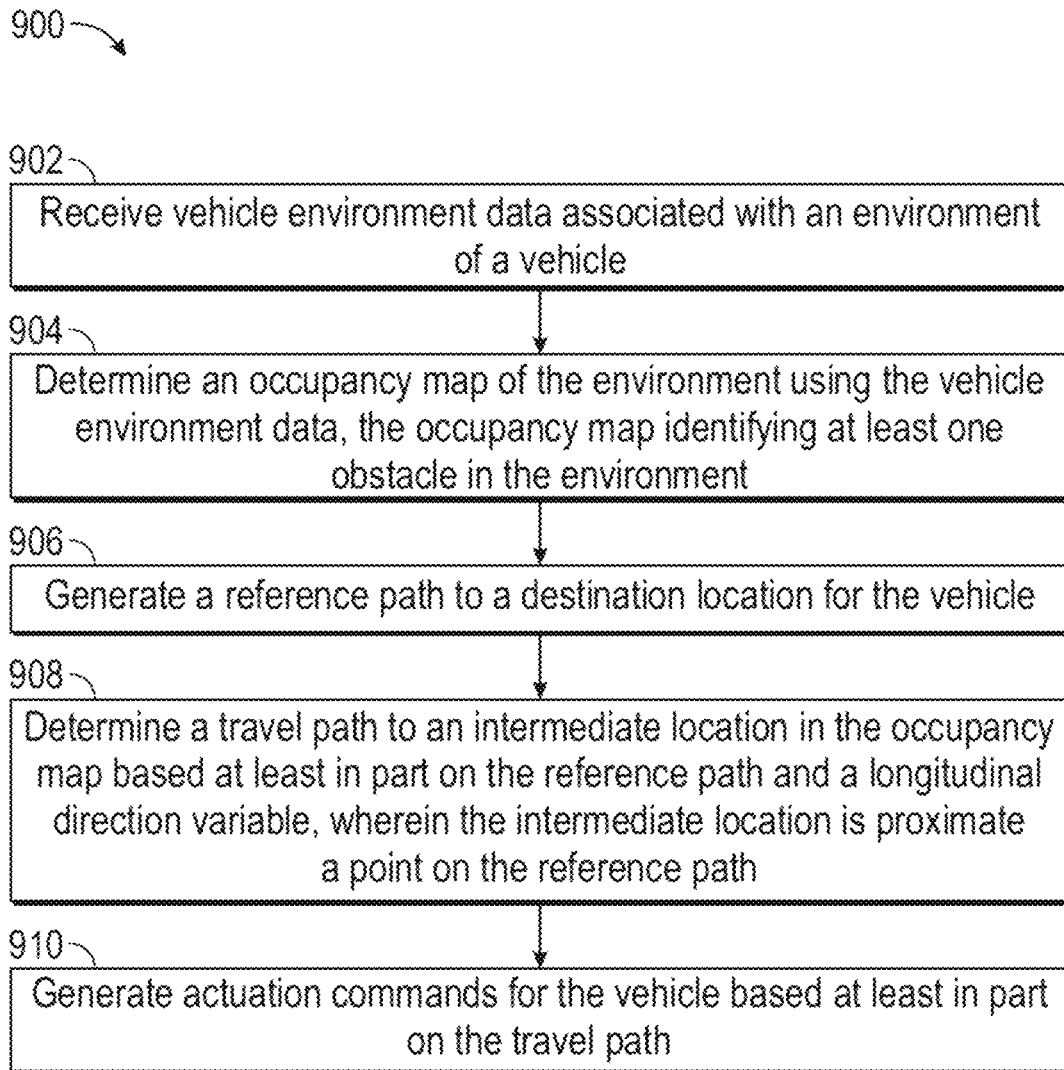 900
902
Receive vehicle environment data associated with an environment
of a vehicle
904
Determine an occupancy map of the environment using the vehicle
environment data, the occupancy map identifying at least one
obstacle in the environment
906
Generate a reference path to a destination location for the vehicle
908
Determine a travel path to an intermediate location in the occupancy
map based at least in part on the reference path and a longitudinal
direction variable, wherein the intermediate location is proximate
a point on the reference path
910
Generate actuation commands for the vehicle based at least in part
on the travel path